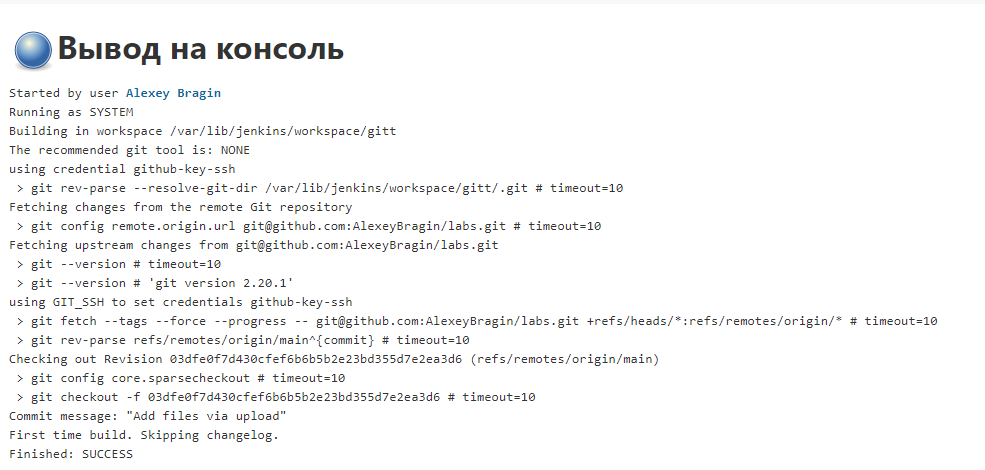 Вывод на консоль
Started by user Alexey Bragin
Running as SYSTEM
Building in workspace /var/lib/jenkins/workspace/gitt
The recommended git tool is: NONE
using credential github-key-ssh
 > git rev-parse --resolve-git-dir /var/lib/jenkins/workspace/gitt/.git # timeout=10
Fetching changes from the remote Git repository
 > git config remote.origin.url git@github.com:AlexeyBragin/labs.git # timeout=10
Fetching upstream changes from git@github.com:AlexeyBragin/labs.git
 > git --version # timeout=10
 > git --version # 'git version 2.20.1'
using GIT_SSH to set credentials github-key-ssh
 > git fetch --tags --force --progress -- git@github.com:AlexeyBragin/labs.git +refs/heads/*:refs/remotes/origin/* # timeout=10
 > git rev-parse refs/remotes/origin/main^{commit} # timeout=10
Checking out Revision 03dfe0f7d430cfef6b6b5b2e23bd355d7e2ea3d6 (refs/remotes/origin/main)
 > git config core.sparsecheckout # timeout=10
 > git checkout -f 03dfe0f7d430cfef6b6b5b2e23bd355d7e2ea3d6 # timeout=10
Commit message: "Add files via upload"
First time build. Skipping changelog.
Finished: SUCCESS